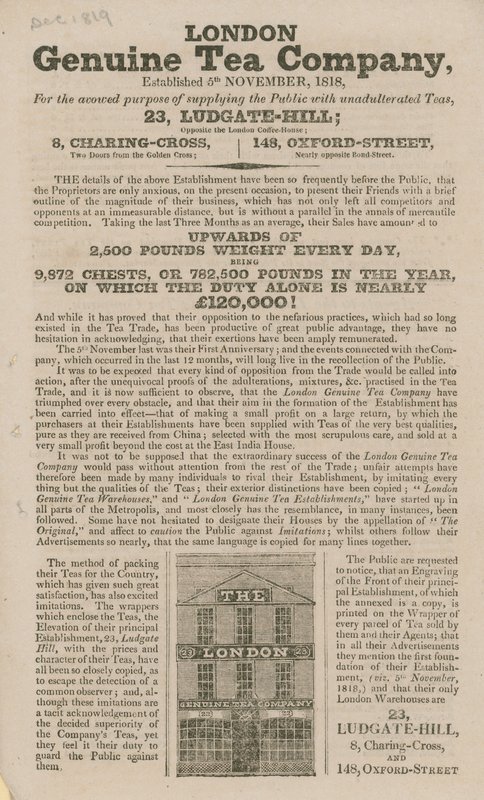 Dec 1819
LONDON
Genuine Tea Company,
Established 5th NOVEMBER, 1818,
For the avowed purpose of supplying the Public with unadulterated Teas,
23, LUDGATE-HILL;
Opposite the London Coffee-House;
8, CHARING-CROSS,
Two Doors from the Golden Cross;
148, OXFORD-STREET,
Nearly opposite Bond-Street.
THE details of the above Establishment have been so frequently before the Public, that
the Proprietors are only anxious, on the present occasion, to present their Friends with a brief
outline of the magnitude of their business, which has not only left all competitors and
opponents at an immeasurable distance, but is without a parallel in the annals of mercantile
competition. Taking the last Three Months as an average, their Sales have amounted to
UPWARDS OF
2,500 POUNDS WEIGHT EVERY DAY,
BEING
9,872 CHESTS, OR 782,500 POUNDS IN THE YEAR,
ON WHICH THE DUTY ALONE IS NEARLY
£120,000!
And while it has proved that their opposition to the nefarious practices, which had so long
existed in the Tea Trade, has been productive of great public advantage, they have no
hesitation in acknowledging, that their exertions have been amply remunerated.
The 5th November last was their First Anniversary; and the events connected with the Com-
pany, which occurred in the last 12 months, will long live in the recollection of the Public.
It was to be expected that every kind of opposition from the Trade would be called into
action, after the unequivocal proofs of the adulterations, mixtures, &c. practised in the Tea
Trade, and it is now sufficient to observe, that the London Genuine Tea Company have
triumphed over every obstacle, and that their aim in the formation of the Establishment has
been carried into effect—that of making a small profit on a large return, by which the
purchasers at their Establishments have been supplied with Teas of the very best qualities,
pure as they are received from China; selected with the most scrupulous care, and sold at a
very small profit beyond the cost at the East India House.
It was not to be supposed that the extraordinary success of the London Genuine Tea
Company would pass without attention from the rest of the Trade; unfair attempts have
therefore been made by many individuals to rival their Establishment, by imitating every
thing but the qualities of the Teas; their exterior distinctions have been copied; "London
Genuine Tea Warehouses," and "London Genuine Tea Establishments," have started up in
all parts of the Metropolis, and most closely has the resemblance, in many instances, been
followed. Some have not hesitated to designate their Houses by the appellation of "The
Original," and affect to caution the Public against Imitations; whilst others follow their
Advertisements so nearly, that the same language is copied for many lines together.
The method of packing
their Teas for the Country,
which has given such great
satisfaction, has also excited
imitations. The wrappers
which enclose the Teas, the
Elevation of their principal
Establishment, 23, Ludgate
Hill, with the prices and
character of their Teas, have
all been so closely copied, as
to escape the detection of a
common observer; and, al-
though these imitations are
a tacit acknowledgement of
the decided superiority of
the Company's Teas, yet
they feel it their duty to
guard the Public against
them.
THE
23 LONDON 23
GENUINE TEA COMPANY
The Public are requested
to notice, that an Engraving
of the Front of their princi-
pal Establishment, of which
the annexed is a copy, is
printed on the Wrapper of
every parcel of Tea sold by
them and their Agents; that
in all their Advertisements
they mention the first foun-
dation of their Establish-
ment, (viz. 5th November,
1818,) and that their only
London Warehouses are
23,
LUDGATE-HILL,
8, Charing-Cross,
AND
148, OXFORD-STREET